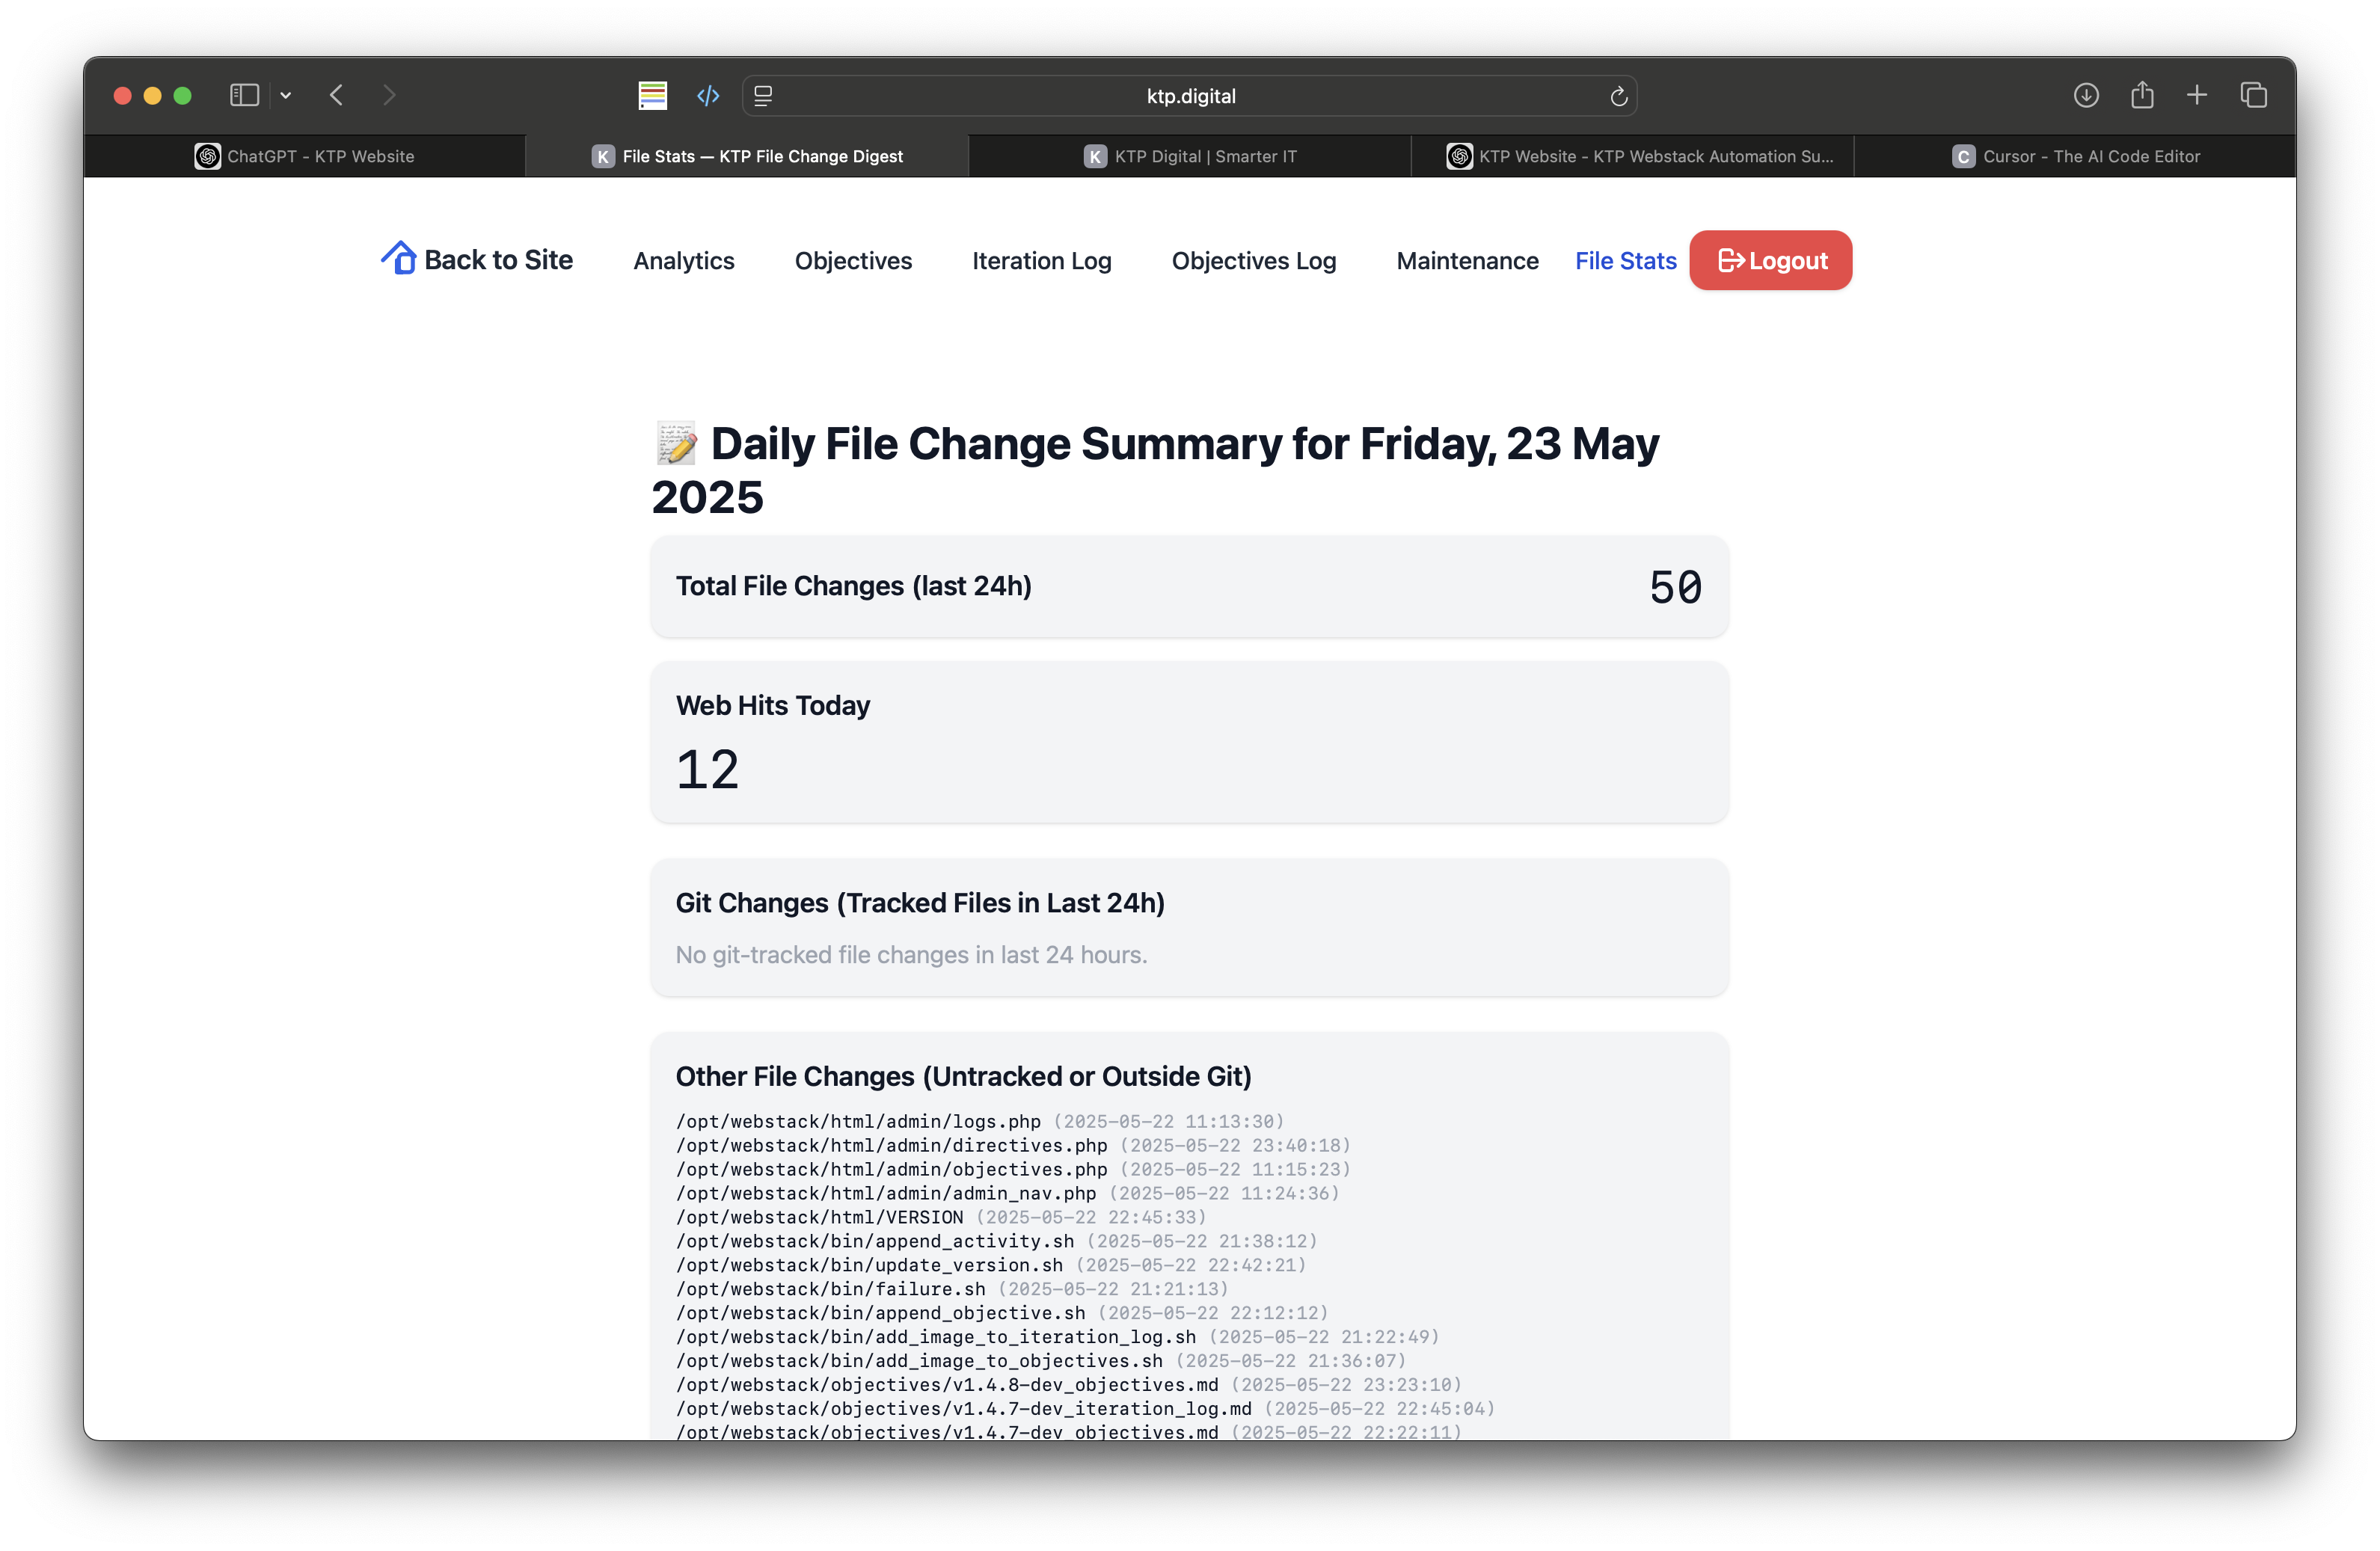 ktp.digital
ChatGPT - KTP Website
K File Stats — KTP File Change Digest
K KTP Digital | Smarter IT
KTP Website - KTP Webstack Automation Su...
C Cursor - The AI Code Editor
Back to Site
Analytics
Objectives
Iteration Log
Objectives Log
Maintenance
File Stats
Logout
Daily File Change Summary for Friday, 23 May
2025
Total File Changes (last 24h) 50
Web Hits Today
12
Git Changes (Tracked Files in Last 24h)
No git-tracked file changes in last 24 hours.
Other File Changes (Untracked or Outside Git)
/opt/webstack/html/admin/logs.php (2025-05-22 11:13:30)
/opt/webstack/html/admin/directives.php (2025-05-22 23:40:18)
/opt/webstack/html/admin/objectives.php (2025-05-22 11:15:23)
/opt/webstack/html/admin/admin_nav.php (2025-05-22 11:24:36)
/opt/webstack/html/VERSION (2025-05-22 22:45:33)
/opt/webstack/bin/append_activity.sh (2025-05-22 21:38:12)
/opt/webstack/bin/update_version.sh (2025-05-22 22:42:21)
/opt/webstack/bin/failure.sh (2025-05-22 21:21:13)
/opt/webstack/bin/append_objective.sh (2025-05-22 22:12:12)
/opt/webstack/bin/add_image_to_iteration_log.sh (2025-05-22 21:22:49)
/opt/webstack/bin/add_image_to_objectives.sh (2025-05-22 21:36:07)
/opt/webstack/objectives/v1.4.8-dev_objectives.md (2025-05-22 23:23:10)
/opt/webstack/objectives/v1.4.7-dev_iteration_log.md (2025-05-22 22:45:04)
/opt/webstack/objectives/v1.4.7-dev_objectives.md (2025-05-22 22:22:11)